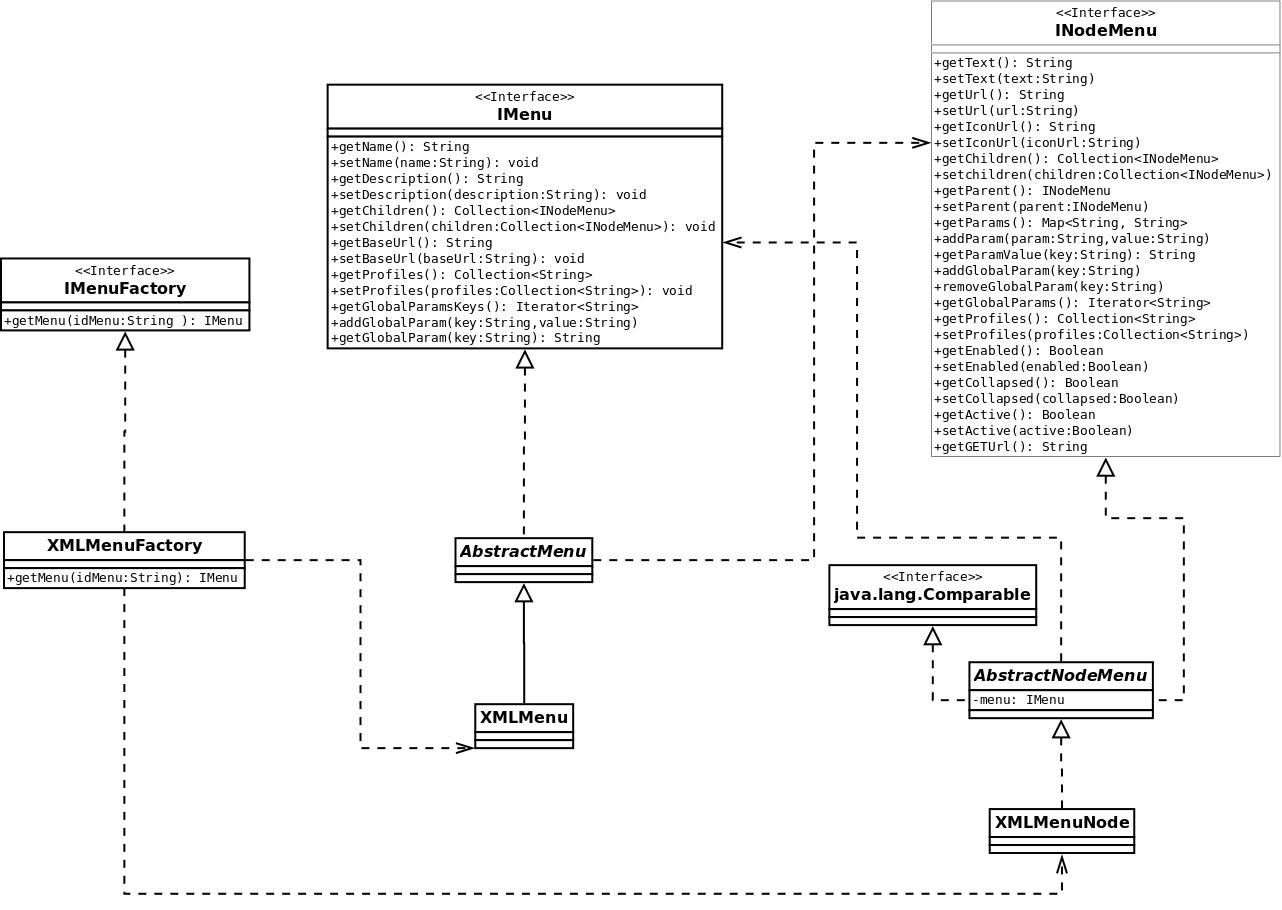 <<Interface>>
INodeMenu
+getText(): String
+setText(text:String)
+getUrl(): String
+setUrl(url:String)
+getIconUrl(): String
+setIconUrl(iconUrl:String)
+getChildren(): Collection<INodeMenu>
+setchildren(children:Collection<INodeMenu>)
+getParent(): INodeMenu
+setParent(parent:INodeMenu)
+getParams(): Map<String, String>
+addParam(param:String,value:String)
+getParamValue(key:String): String
+addGlobalParam(key:String)
+removeGlobalParam(key:String)
+getGlobalParams(): Iterator<String>
+getProfiles(): Collection<String>
+setProfiles(profiles:Collection<String>)
+getEnabled(): Boolean
+setEnabled(enabled:Boolean)
+getCollapsed(): Boolean
+setCollapsed(collapsed:Boolean)
+getActive(): Boolean
+setActive(active:Boolean)
+getGETUrl(): String
<<Interface>>
IMenu
+getName(): String
+setName(name:String): void
+getDescription(): String
+setDescription(description:String): void
+getChildren(): Collection<INodeMenu>
+setChildren(children:Collection<INodeMenu>): void
+getBaseUrl(): String
+setBaseUrl(baseUrl:String): void
+getProfiles(): Collection<String>
+setProfiles(profiles:Collection<String>): void
+getGlobalParamsKeys(): Iterator<String>
+addGlobalParam(key:String,value:String)
+getGlobalParam(key:String): String
<<Interface>>
IMenuFactory
+getMenu(idMenu:String ): IMenu
XMLMenuFactory
+getMenu(idMenu:String): IMenu
AbstractMenu
<<Interface>>
java.lang.Comparable
AbstractNodeMenu
-menu: IMenu
XMLMenu
XMLMenuNode